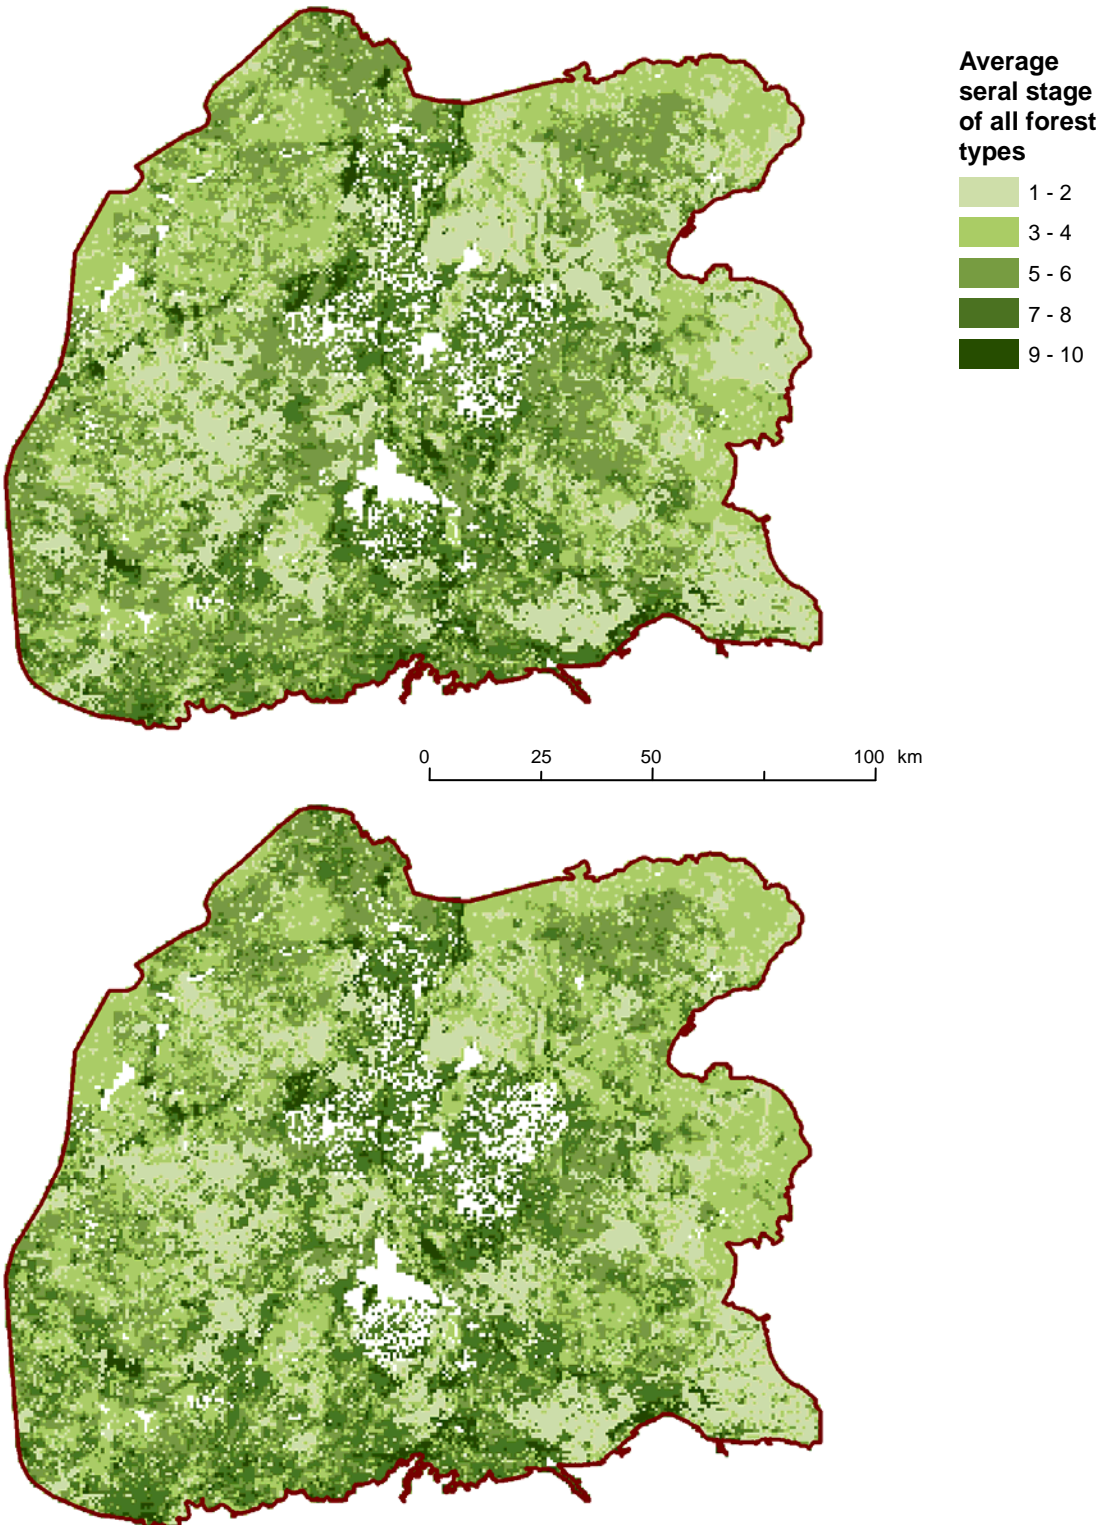 Average
seral stage
of all forest
types
1 - 2
3 - 4
5 - 6
7 - 8
9 - 10
0 25 50 100 km